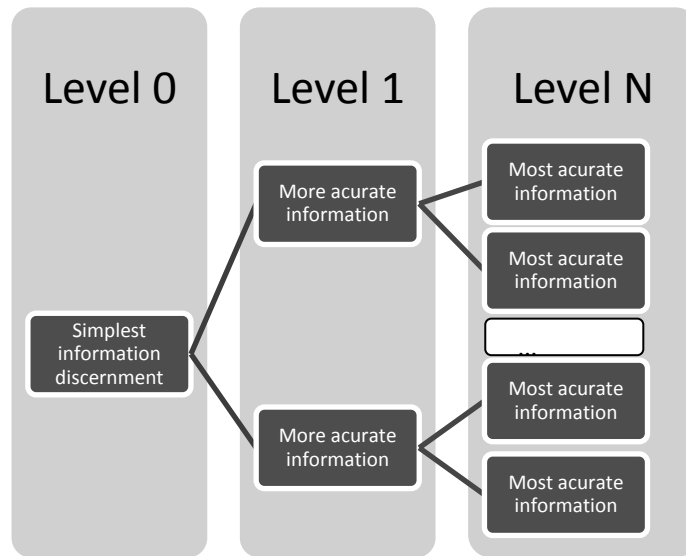 Level 0
Level 1
Level N
Simplest
information
discernment
More acurate
information
More acurate
information
Most acurate
information
Most acurate
information
...
Most acurate
information
Most acurate
information